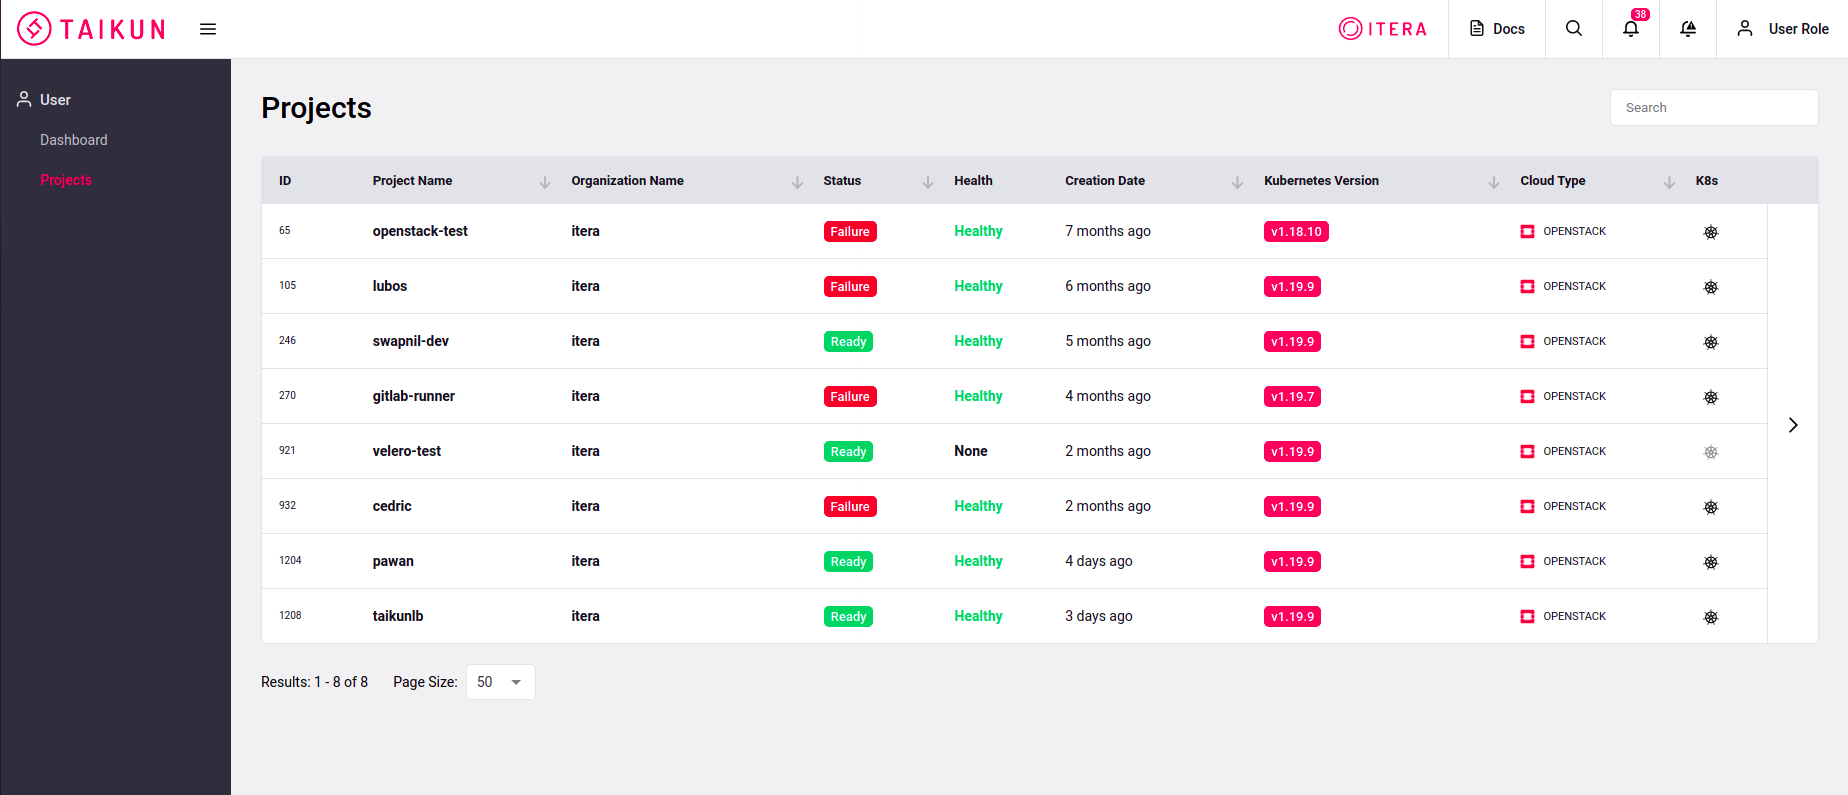 TAIKUN
ITERA
Docs
38
User Role
User
Dashboard
Projects
Projects
Search
ID Project Name Organization Name Status Health Creation Date Kubernetes Version Cloud Type K8s
65 openstack-test itera Failure Healthy 7 months ago v1.18.10 OPENSTACK
105 lubos itera Failure Healthy 6 months ago v1.19.9 OPENSTACK
246 swapnil-dev itera Ready Healthy 5 months ago v1.19.9 OPENSTACK
270 gitlab-runner itera Failure Healthy 4 months ago v1.19.7 OPENSTACK
921 velero-test itera Ready None 2 months ago v1.19.9 OPENSTACK
932 cedric itera Failure Healthy 2 months ago v1.19.9 OPENSTACK
1204 pawan itera Ready Healthy 4 days ago v1.19.9 OPENSTACK
1208 taikunlb itera Ready Healthy 3 days ago v1.19.9 OPENSTACK
Results: 1 - 8 of 8 Page Size: 50